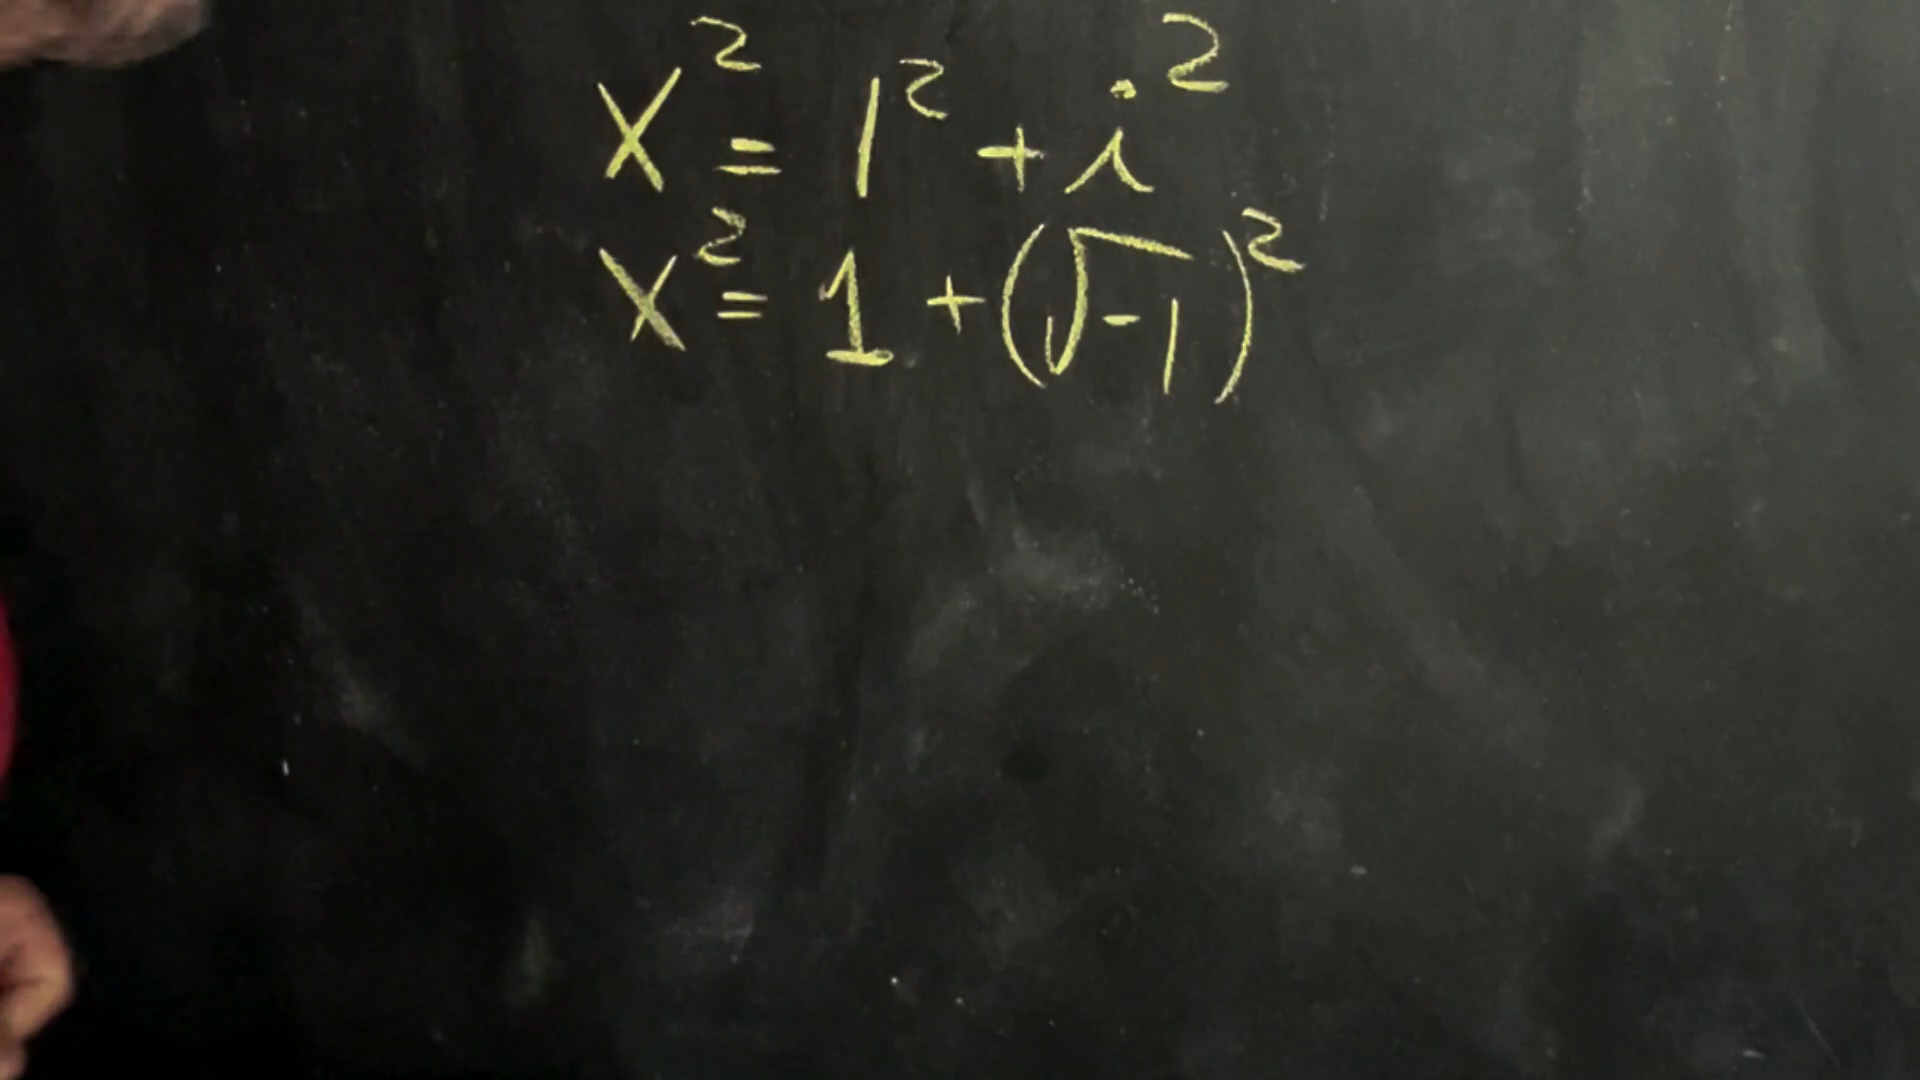 X² = 1² + i²
X² = 1 + (√-1)²